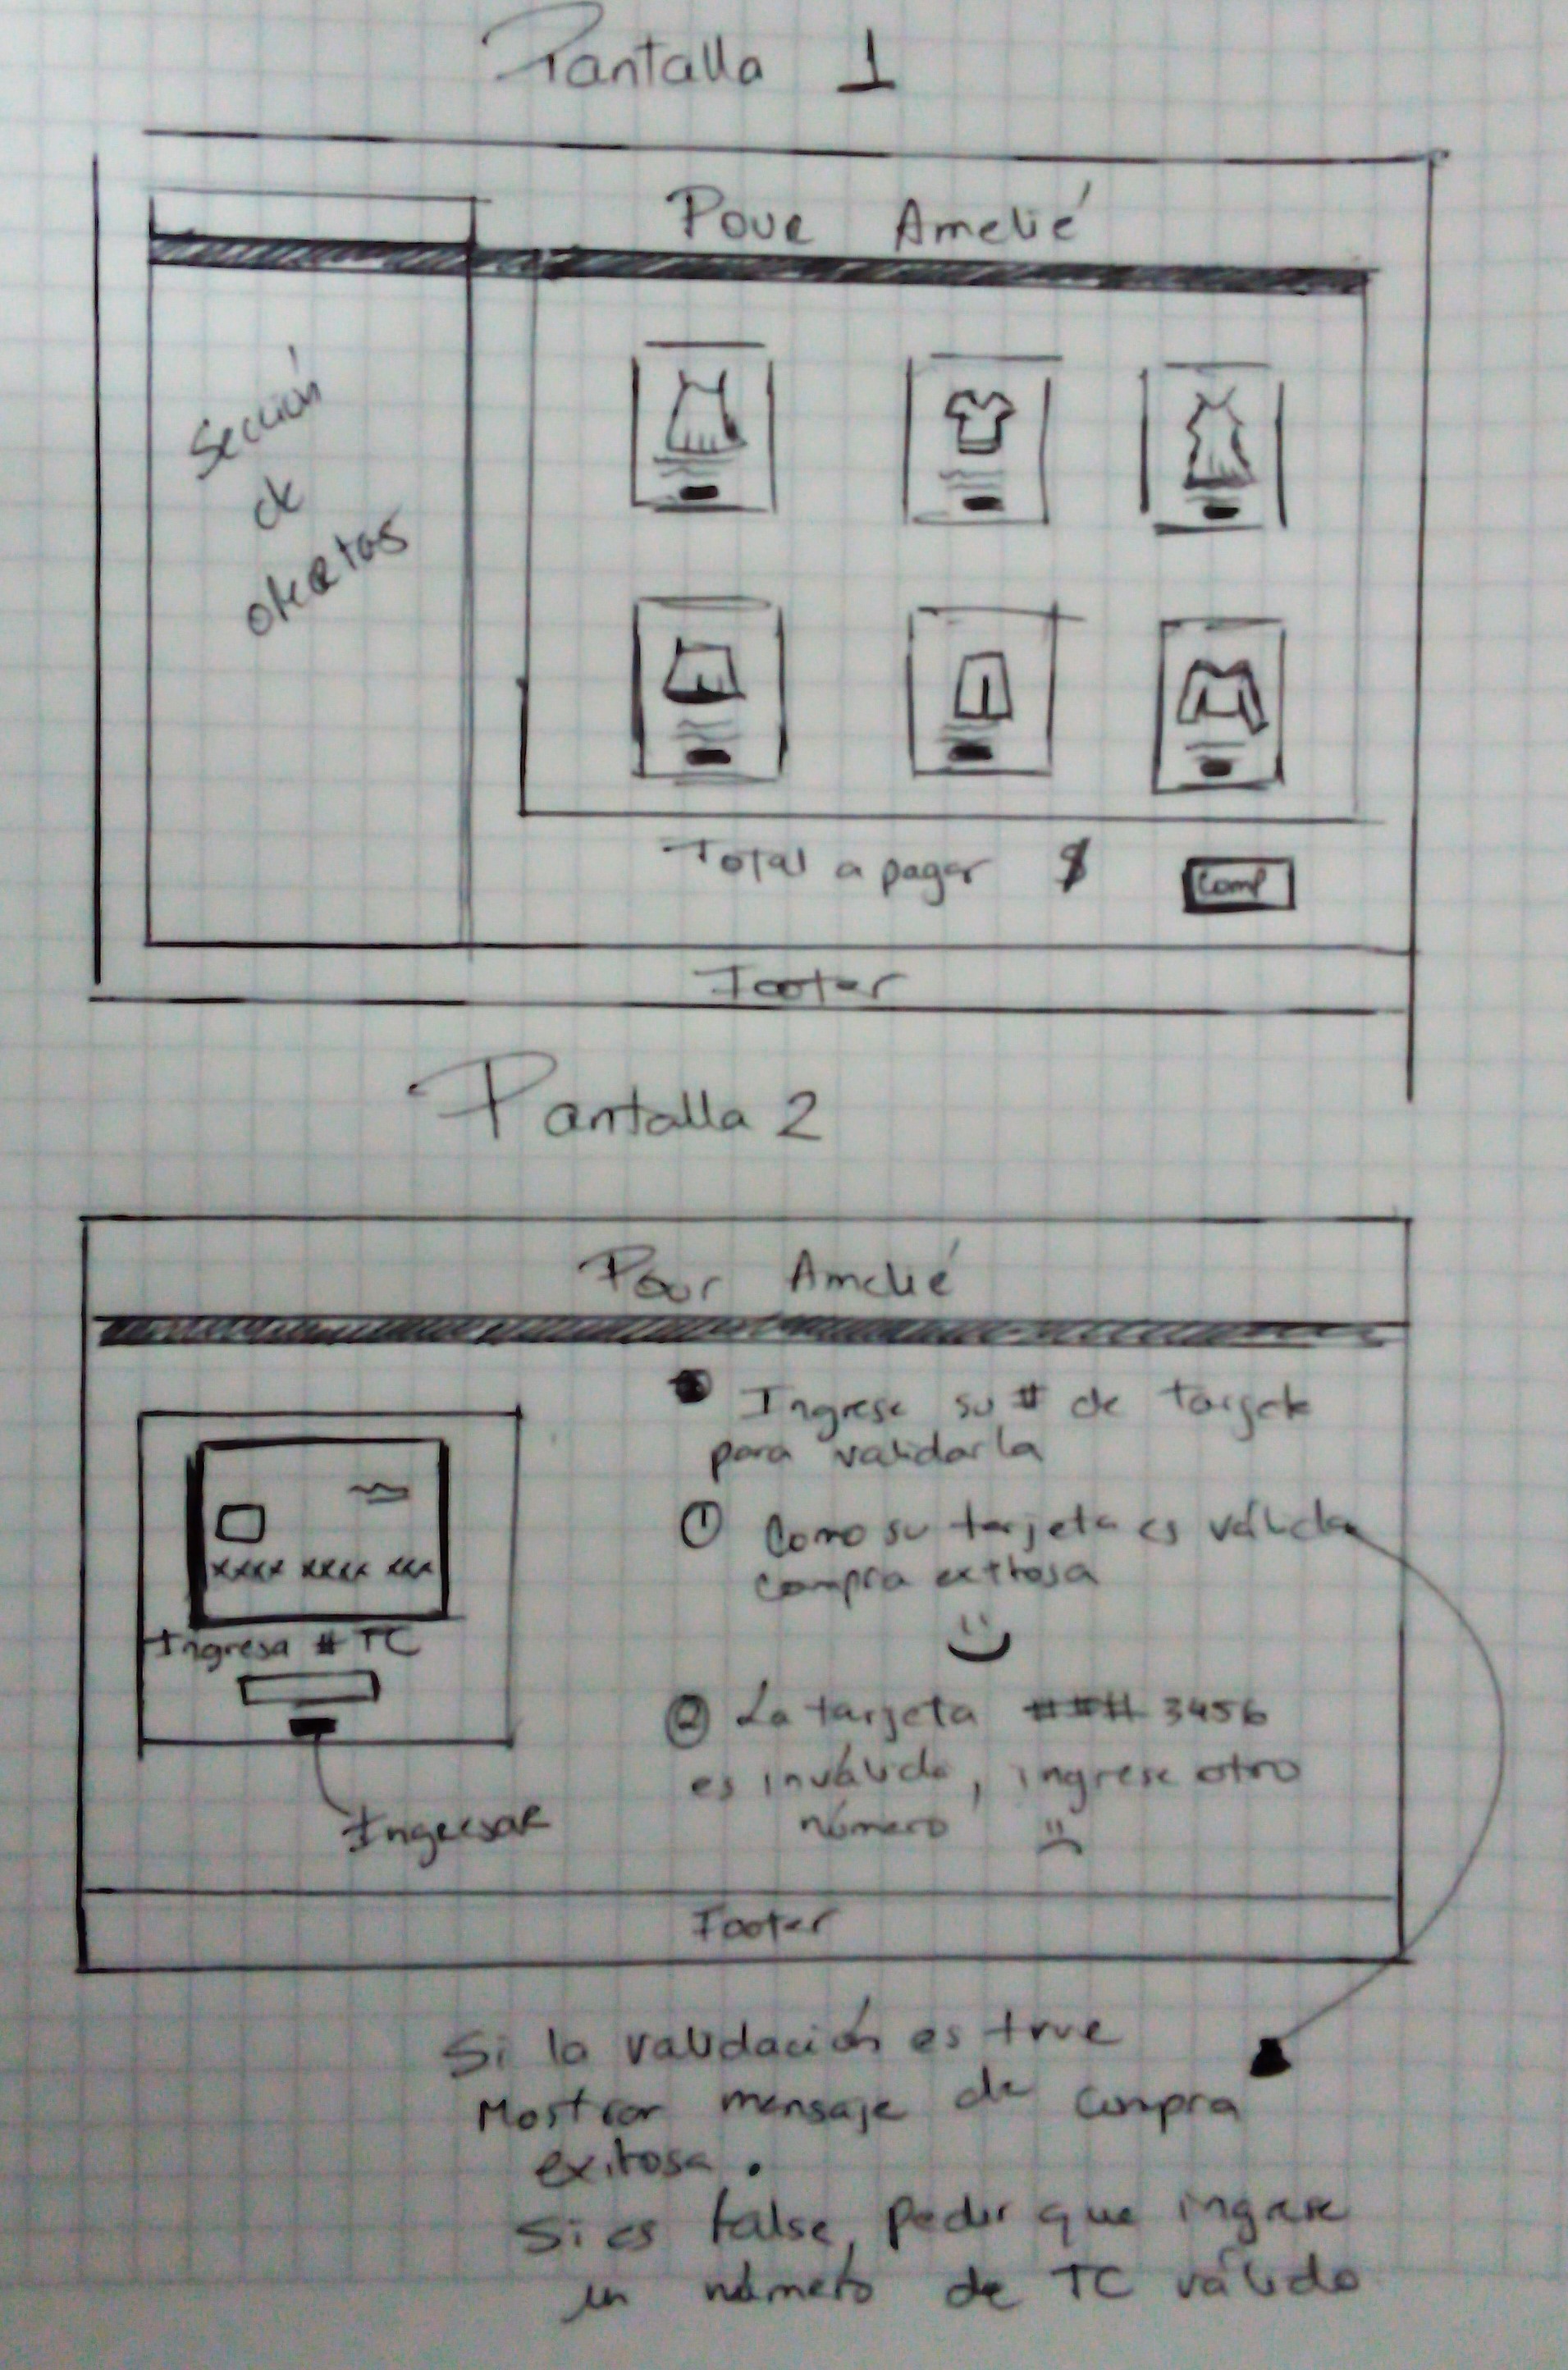 Pantalla 1
Pour Amelié
Sección
de
ofertas
Total a pagar $
Comp
Footer
Pantalla 2
Pour Amelié
Ingrese su # de tarjeta
para validarla
1 Como su tarjeta es válida
compra exitosa
xxxx xxxx xxx
Ingresa # TC
Ingresar
2 La tarjeta ### 3456
es inválida, ingrese otro
número
Footer
Si la validación es true
Mostrar mensaje de compra
exitosa.
Si es false, pedir que ingrese
un número de TC válido